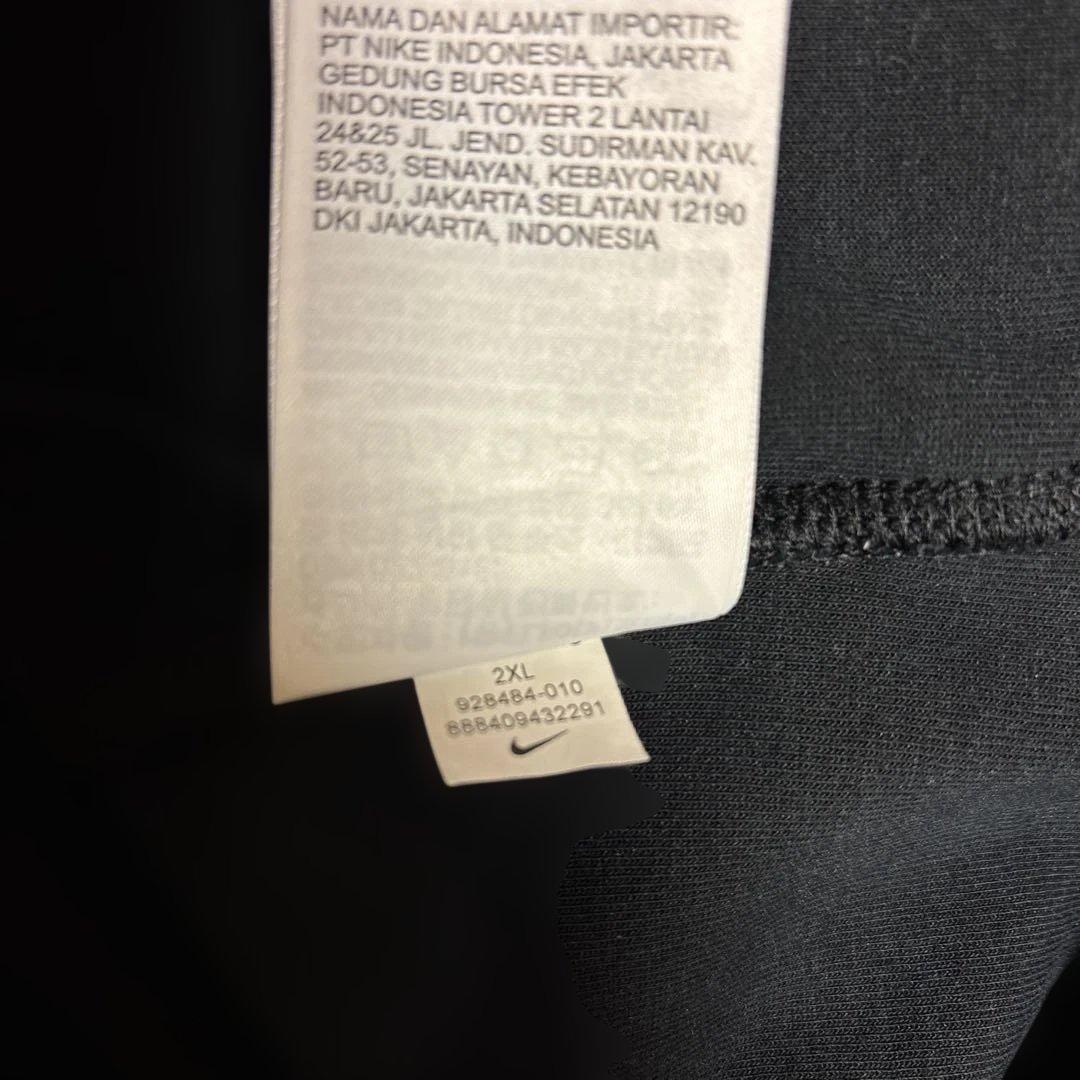 NAMA DAN ALAMAT IMPORTIR:
PT NIKE INDONESIA, JAKARTA
GEDUNG BURSA EFEK
INDONESIA TOWER 2 LANTAI
24&25 JL. JEND. SUDIRMAN KAV.
52-53, SENAYAN, KEBAYORAN
BARU, JAKARTA SELATAN 12190
DKI JAKARTA, INDONESIA
2XL
928484-010
888409432291